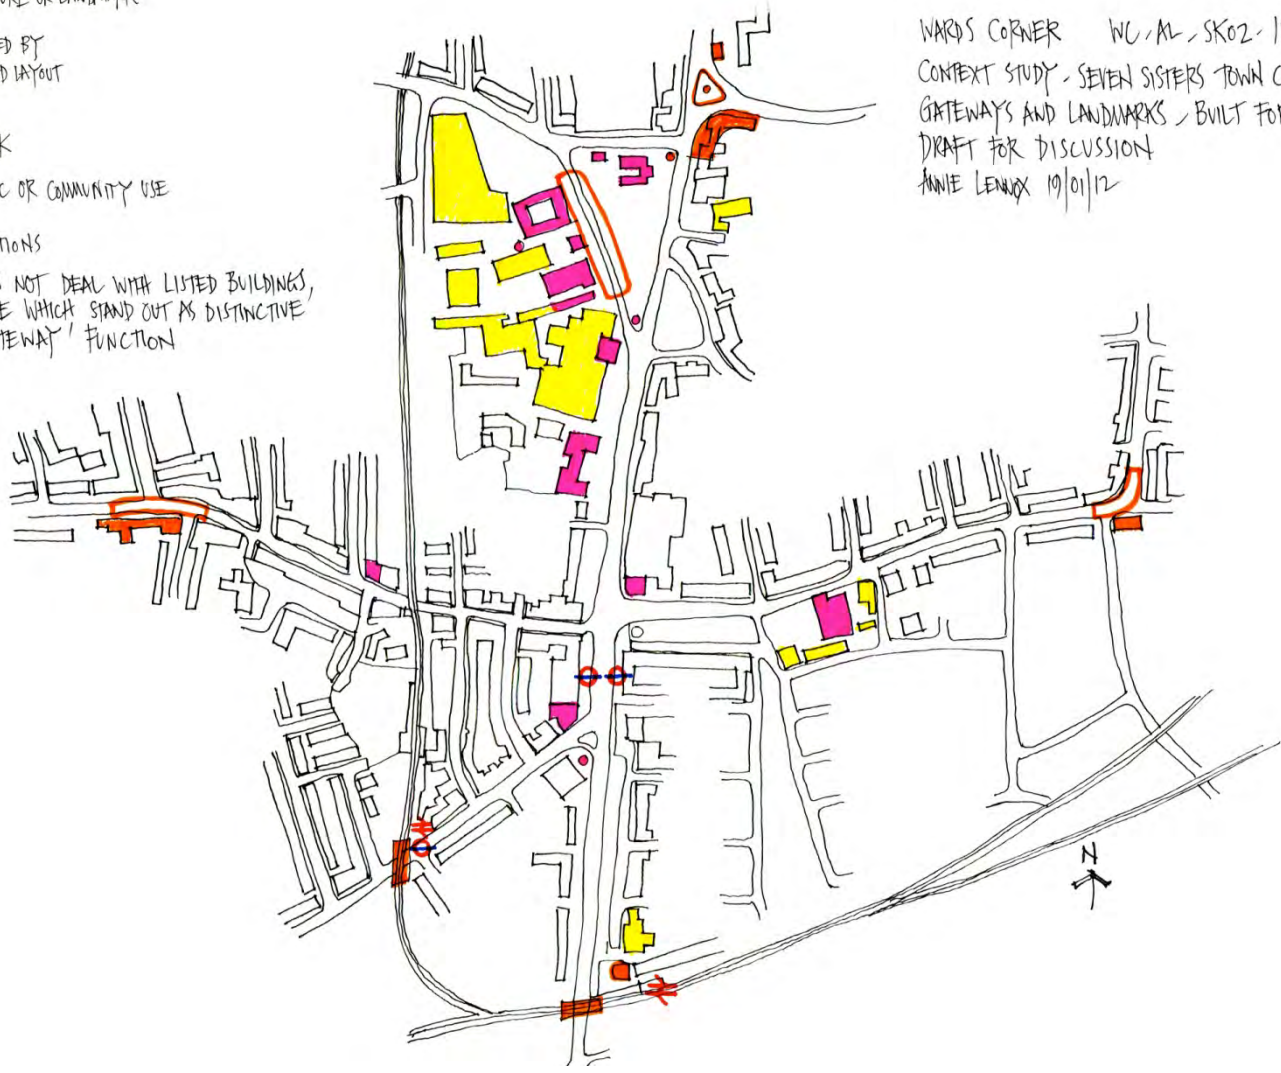 ED BY
D LAYOUT
K
C OR COMMUNITY USE
TIONS
NOT DEAL WITH LISTED BUILDINGS,
E WHICH STAND OUT AS DISTINCTIVE
TEWAY' FUNCTION
WARDS CORNER WC-AL-SK02-1
CONTEXT STUDY - SEVEN SISTERS TOWN C
GATEWAYS AND LANDMARKS - BUILT FO
DRAFT FOR DISCUSSION
ANNIE LENNOX 19/01/12
N